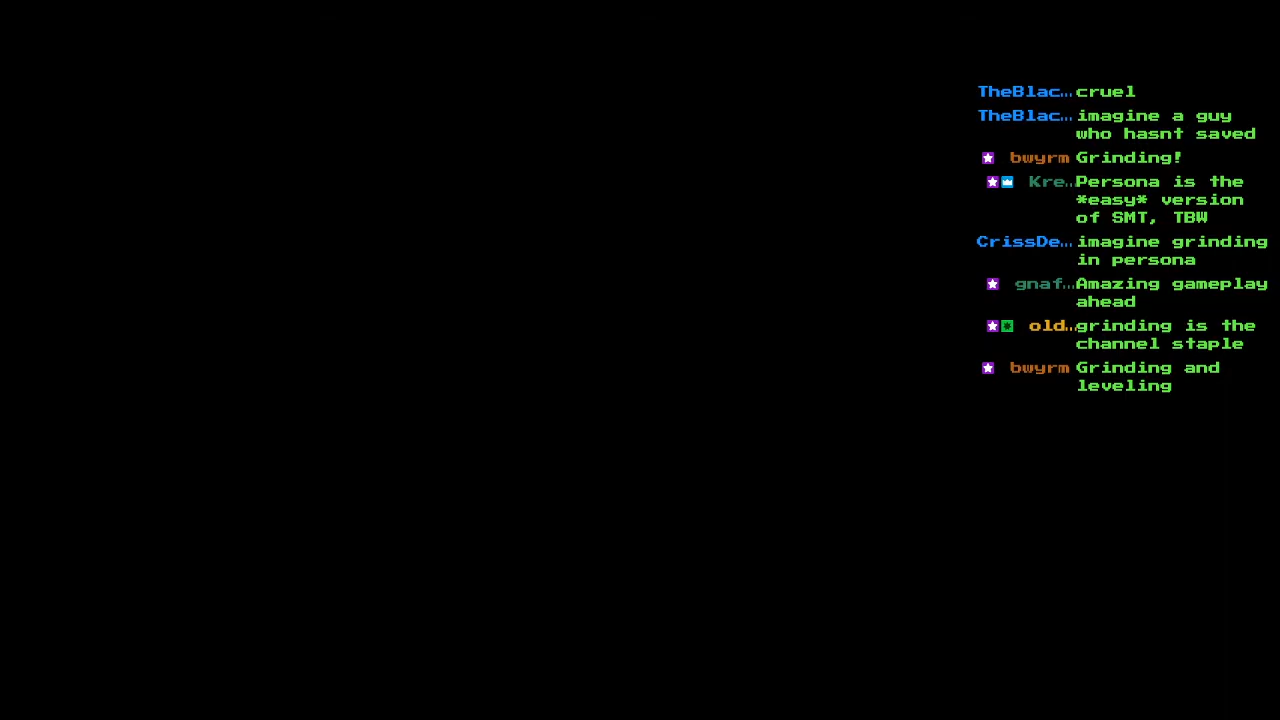 TheBlac… cruel
TheBlac… imagine a guy
who hasnt saved
bwyrm Grinding!
Kre… Persona is the
*easy* version
of SMT, TBW
CrissDe… imagine grinding
in persona
gnaf… Amazing gameplay
ahead
old… grinding is the
channel staple
bwyrm Grinding and
leveling